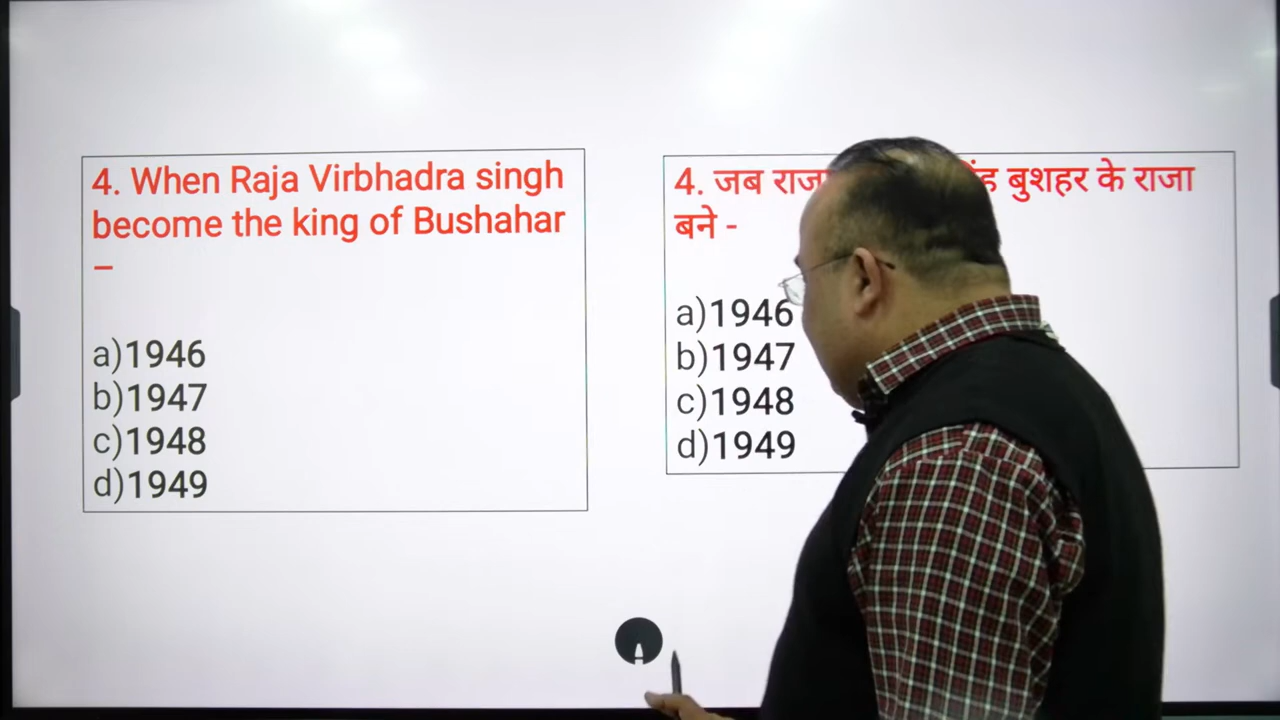 4. When Raja Virbhadra singh
become the king of Bushahar
–
a)1946
b)1947
c)1948
d)1949
4. जब बुशहर के राजा
बने -
a)1946
b)1947
c)1948
d)1949